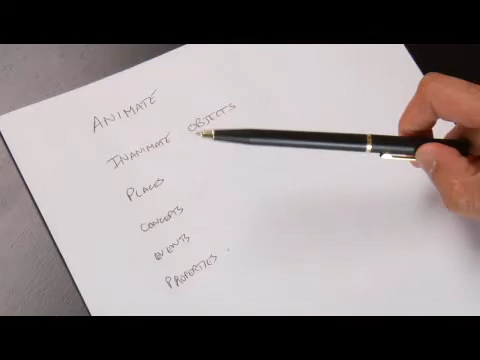 ANIMATE
INANIMATE OBJECTS
PLACES
CONCEPTS
EVENTS
PROPERTIES